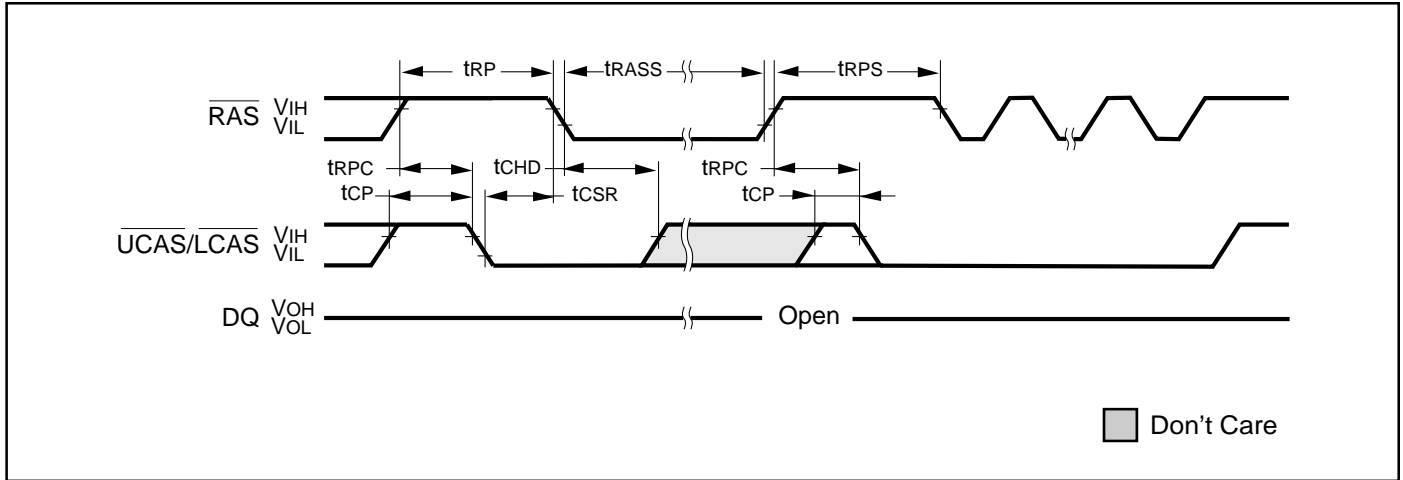 tRP tRASS tRPS
RAS VIH
VIL
tRPC tCHD tRPC
tCP tCSR tCP
UCAS/LCAS VIH
VIL
DQ VOH
VOL
Open
Don't Care